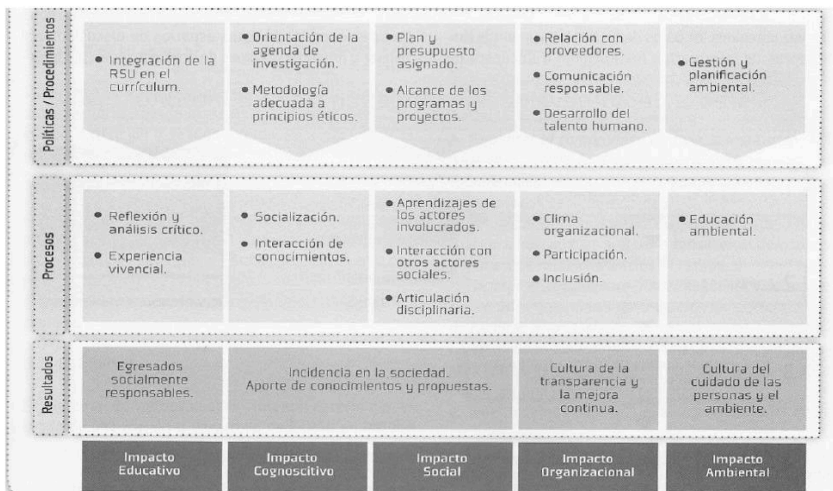 Políticas / Procedimientos
• Integración de la
RSU en el
currículum.
• Orientación de la
agenda de
investigación.
• Metodología
adecuada a
principios éticos.
• Plan y
presupuesto
asignado.
• Alcance de los
programas y
proyectos.
• Relación con
proveedores.
• Comunicación
responsable.
• Desarrollo del
talento humano.
• Gestión y
planificación
ambiental.
Procesos
• Reflexión y
análisis crítico.
• Experiencia
vivencial.
• Socialización.
• Interacción de
conocimientos.
• Aprendizajes de
los actores
involucrados.
• Interacción con
otros actores
sociales.
• Articulación
disciplinaria.
• Clima
organizacional.
• Participación.
• Inclusión.
• Educación
ambiental.
Resultados
Egresados
socialmente
responsables.
Incidencia en la sociedad.
Aporte de conocimientos y propuestas.
Cultura de la
transparencia y
la mejora
continua.
Cultura del
cuidado de las
personas y el
ambiente.
Impacto
Educativo
Impacto
Cognoscitivo
Impacto
Social
Impacto
Organizacional
Impacto
Ambiental